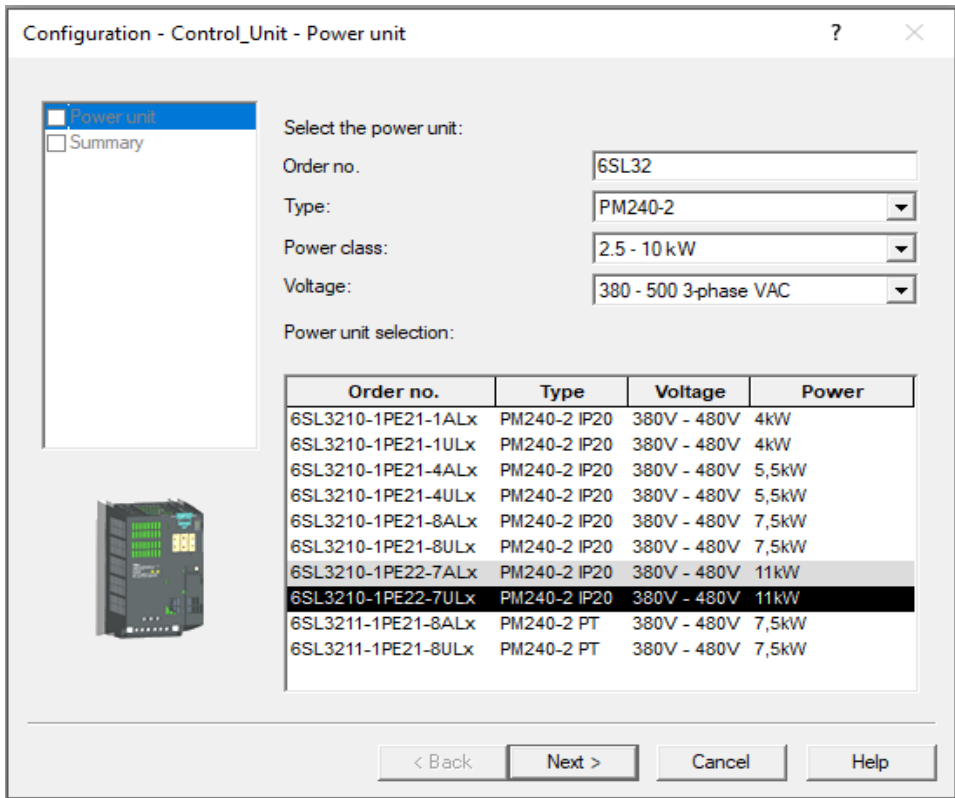 Configuration - Control_Unit - Power unit ?
Power unit
Summary
Select the power unit:
Order no. 6SL32
Type: PM240-2
Power class: 2.5 - 10 kW
Voltage: 380 - 500 3-phase VAC
Power unit selection:
Order no. Type Voltage Power
6SL3210-1PE21-1ALx PM240-2 IP20 380V - 480V 4kW
6SL3210-1PE21-1ULx PM240-2 IP20 380V - 480V 4kW
6SL3210-1PE21-4ALx PM240-2 IP20 380V - 480V 5,5kW
6SL3210-1PE21-4ULx PM240-2 IP20 380V - 480V 5,5kW
6SL3210-1PE21-8ALx PM240-2 IP20 380V - 480V 7,5kW
6SL3210-1PE21-8ULx PM240-2 IP20 380V - 480V 7,5kW
6SL3210-1PE22-7ALx PM240-2 IP20 380V - 480V 11kW
6SL3210-1PE22-7ULx PM240-2 IP20 380V - 480V 11kW
6SL3211-1PE21-8ALx PM240-2 PT 380V - 480V 7,5kW
6SL3211-1PE21-8ULx PM240-2 PT 380V - 480V 7,5kW
< Back Next > Cancel Help